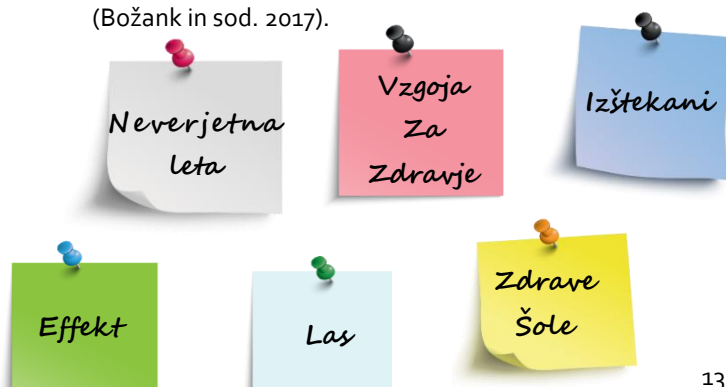 (Božank in sod. 2017).
Neverjetna
leta
Vzgoja
Za
Zdravje
Izštekani
Effekt
Las
Zdrave
Šole
13